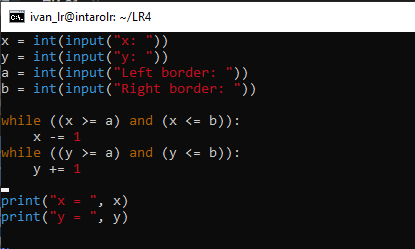 ivan_lr@intarolr: ~/LR4
x = int(input("x: "))
y = int(input("y: "))
a = int(input("Left border: "))
b = int(input("Right border: "))
while ((x >= a) and (x <= b)):
    x -= 1
while ((y >= a) and (y <= b)):
    y += 1
print("x = ", x)
print("y = ", y)